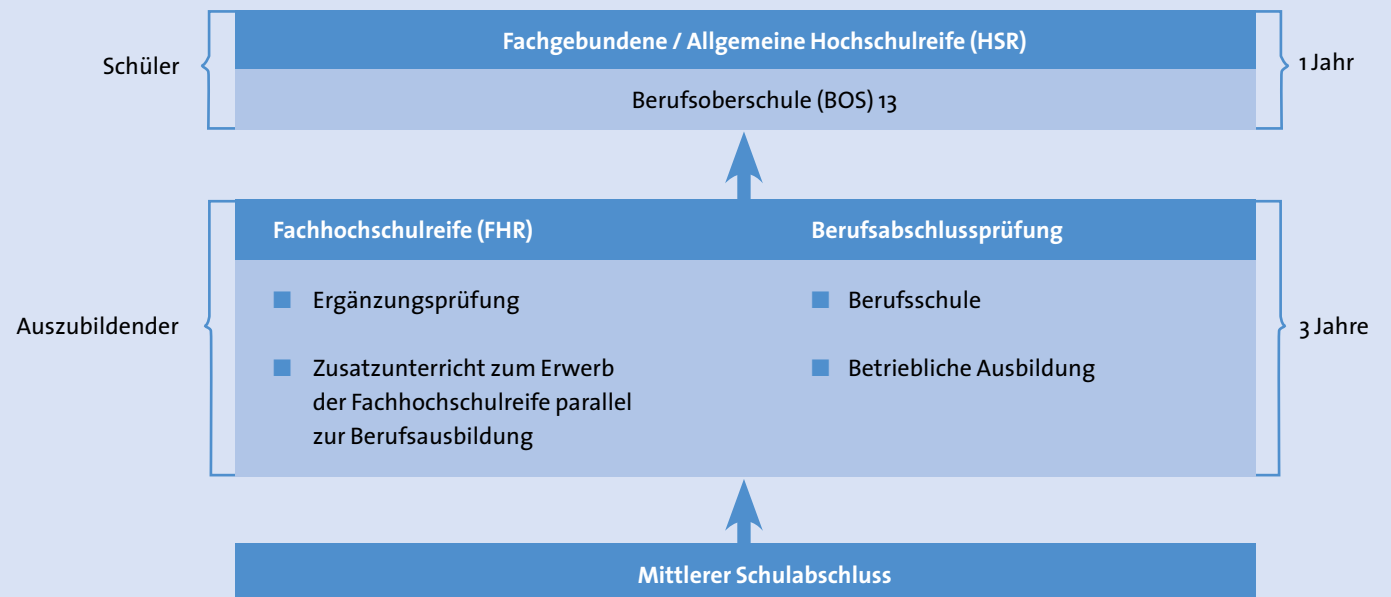 Fachgebundene / Allgemeine Hochschulreife (HSR)
Schüler
1 Jahr
Berufsoberschule (BOS) 13
Fachhochschulreife (FHR)
Berufsabschlussprüfung
Ergänzungsprüfung
Berufsschule
Auszubildender
3 Jahre
Zusatzunterricht zum Erwerb
der Fachhochschulreife parallel
zur Berufsausbildung
Betriebliche Ausbildung
Mittlerer Schulabschluss